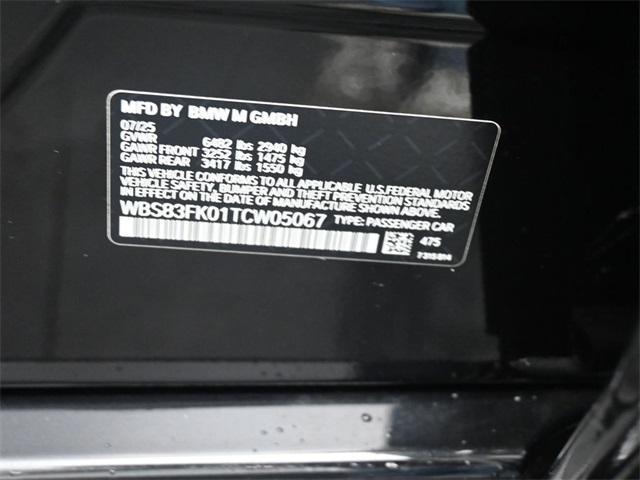 MFD BY BMW M GMBH
07/25
GVWR 6482 lbs 2940 kg
GAWR FRONT 3252 lbs 1475 kg
GAWR REAR 3417 lbs 1550 kg
THIS VEHICLE CONFORMS TO ALL APPLICABLE U.S.FEDERAL MOTOR
VEHICLE SAFETY, BUMPER AND THEFT PREVENTION STANDARDS
IN EFFECT ON THE DATE OF MANUFACTURE SHOWN ABOVE.
WBS83FK01TCW05067 TYPE: PASSENGER CAR
475